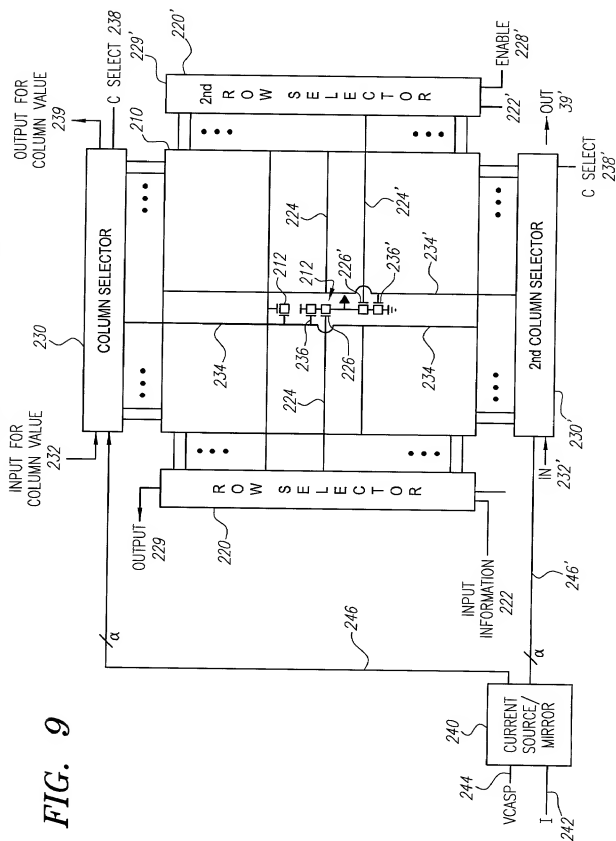 FIG. 9
INPUT FOR
COLUMN VALUE
232
230
COLUMN SELECTOR
OUTPUT FOR
COLUMN VALUE
239
C SELECT 238
210
229'
220'
2nd
ROW SELECTOR
ENABLE
228'
222'
OUTPUT
229
220
ROW SELECTOR
INPUT
INFORMATION
222
234
234
224
224
224'
212
212
236
226
226'
236'
234'
2nd COLUMN SELECTOR
230'
IN
232'
OUT
39'
C SELECT
238'
α
246
α
246'
240
CURRENT
SOURCE/
MIRROR
244
VCASP
I
242